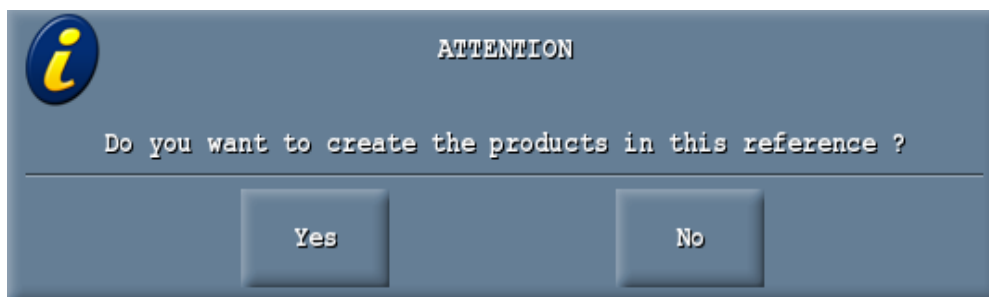 ATTENTION
Do you want to create the products in this reference ?
Yes
No